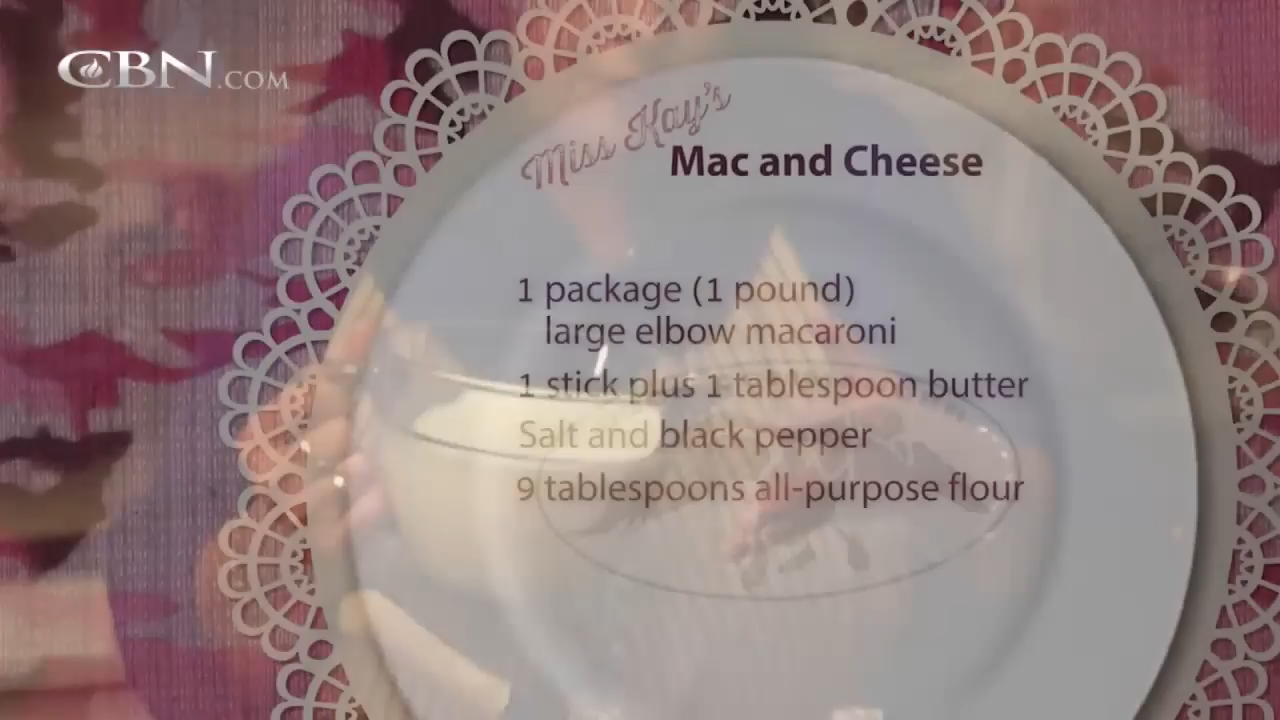 CBN.COM
Miss Kay's
Mac and Cheese
1 package (1 pound)
large elbow macaroni
1 stick plus 1 tablespoon butter
Salt and black pepper
9 tablespoons all-purpose flour